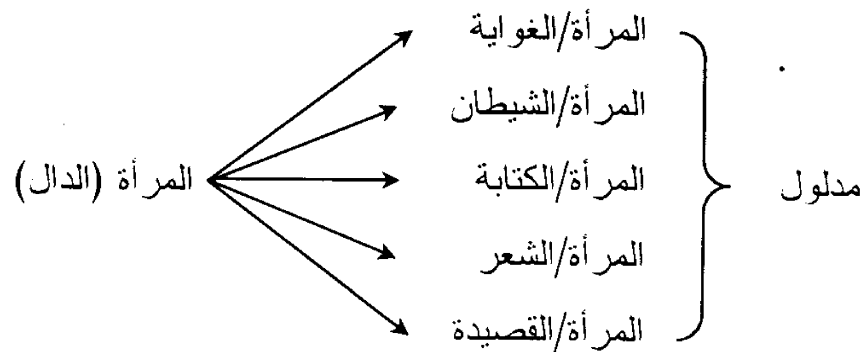 المرأة/الغواية
المرأة/الشيطان
المرأة/الكتابة
المرأة/الشعر
المرأة/القصيدة
مدلول
المرأة (الدال)